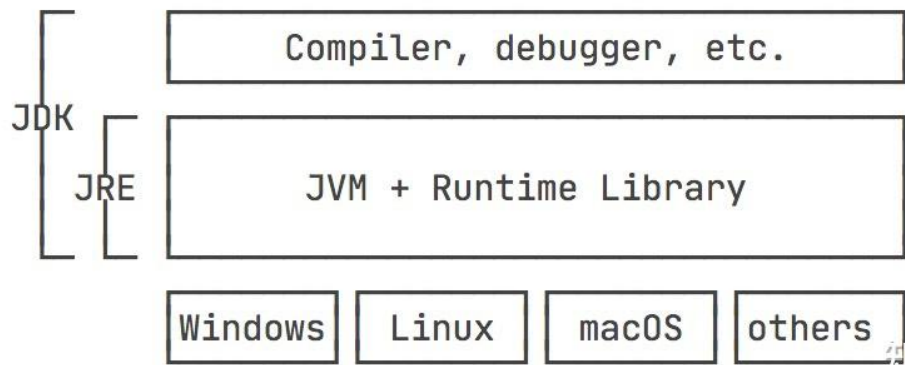 Compiler, debugger, etc.
JDK
JRE
JVM + Runtime Library
Windows
Linux
macOS
others